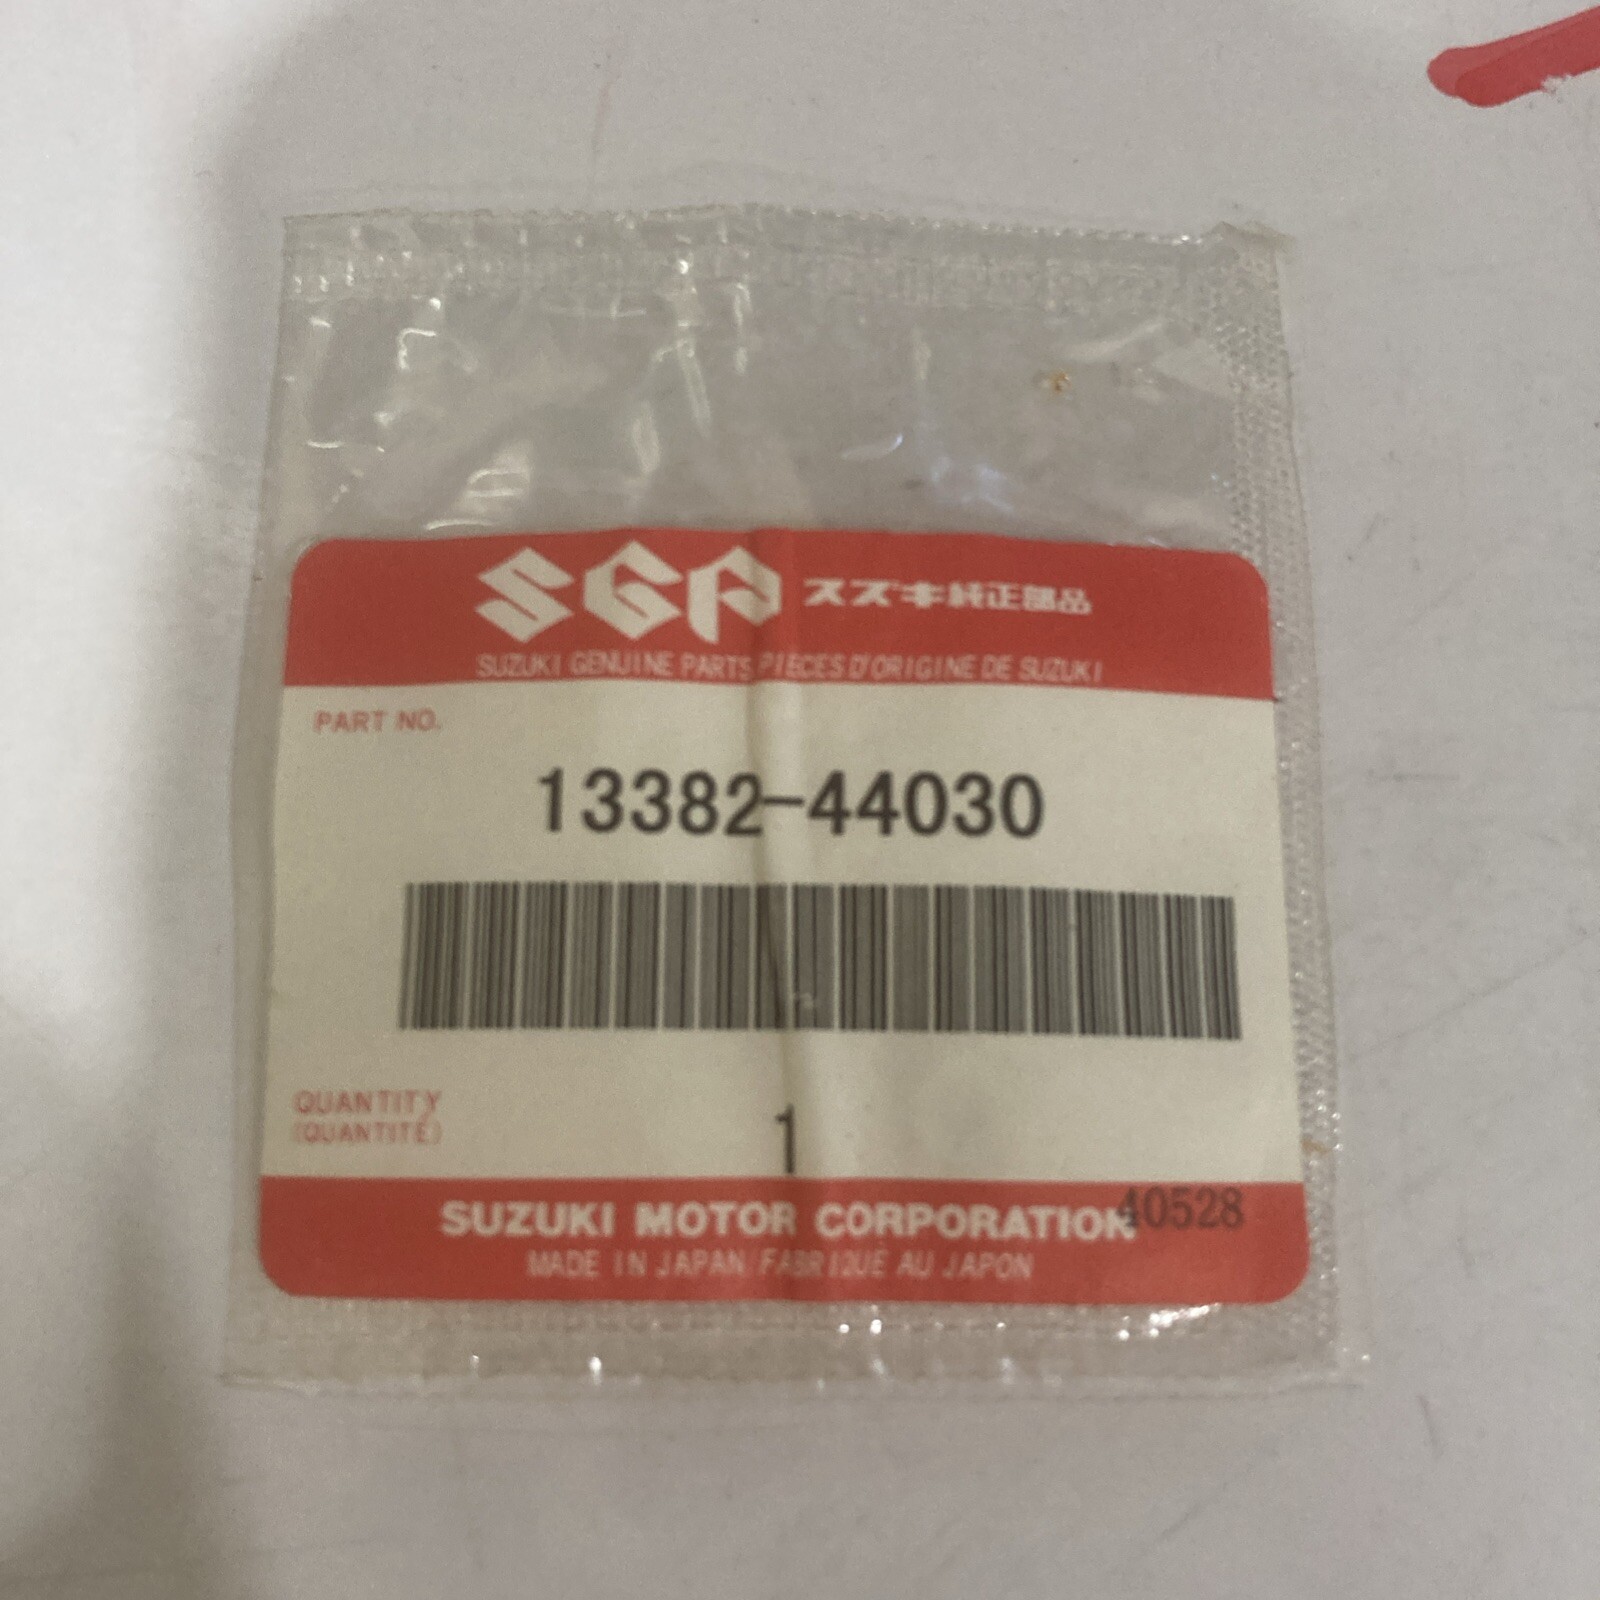 SGP スズキ純正部品
SUZUKI GENUINE PARTS PIECES D'ORIGINE DE SUZUKI
PART NO.
13382-44030
QUANTITY
(QUANTITÉ)
1
SUZUKI MOTOR CORPORATION
40528
MADE IN JAPAN FABRIQUÉ AU JAPON